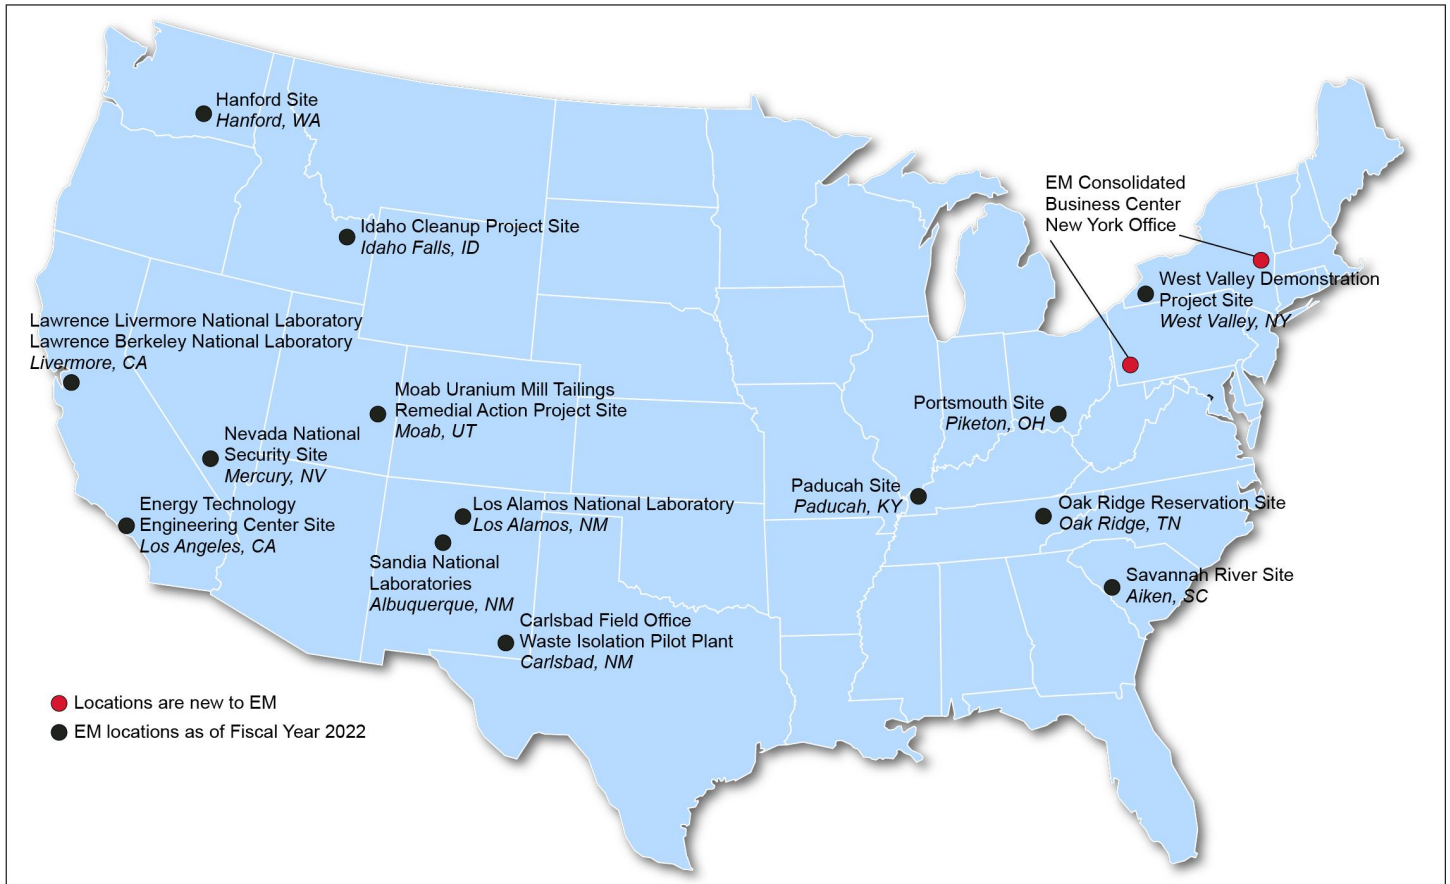 Hanford Site
Hanford, WA
EM Consolidated
Business Center
New York Office
Idaho Cleanup Project Site
Idaho Falls, ID
West Valley Demonstration
Project Site
West Valley, NY
Lawrence Livermore National Laboratory
Lawrence Berkeley National Laboratory
Livermore, CA
Moab Uranium Mill Tailings
Remedial Action Project Site
Moab, UT
Portsmouth Site
Piketon, OH
Nevada National
Security Site
Mercury, NV
Paducah Site
Paducah, KY
Energy Technology
Engineering Center Site
Los Angeles, CA
Los Alamos National Laboratory
Los Alamos, NM
Oak Ridge Reservation Site
Oak Ridge, TN
Sandia National
Laboratories
Albuquerque, NM
Savannah River Site
Aiken, SC
Carlsbad Field Office
Waste Isolation Pilot Plant
Carlsbad, NM
Locations are new to EM
EM locations as of Fiscal Year 2022